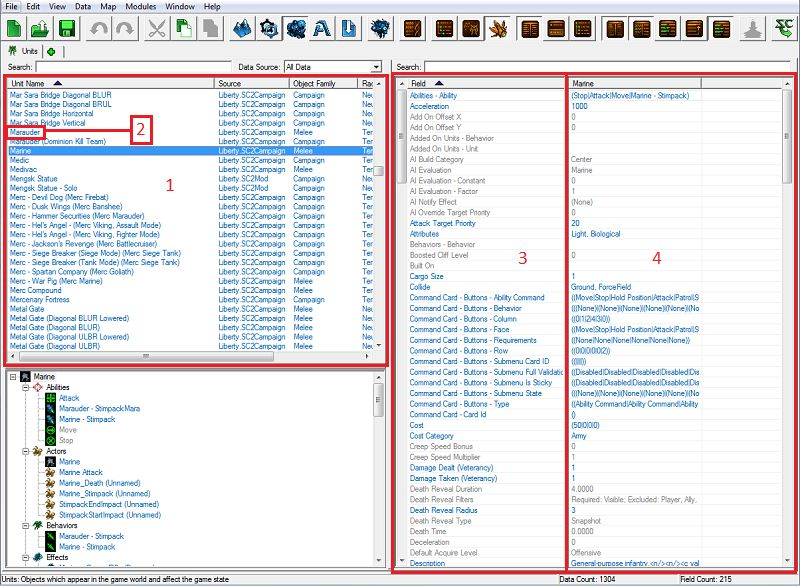 File Edit View Data Map Modules Window Help
Units
Search: Data Source: All Data
Search:
Unit Name Source Object Family Rac
Mar Sara Bridge Diagonal BLUR Liberty.SC2Campaign Campaign Neu
Mar Sara Bridge Diagonal BRUL Liberty.SC2Campaign Campaign Neu
Mar Sara Bridge Horizontal Liberty.SC2Campaign Campaign Neu
Mar Sara Bridge Vertical Liberty.SC2Campaign Campaign Neu
Marauder Liberty.SC2Campaign Melee Ter
Marauder (Dominion Kill Team) Liberty.SC2Campaign Campaign Ter
Marine Liberty.SC2Campaign Melee Ter
Medic Liberty.SC2Campaign Campaign Ter
Medivac Liberty.SC2Campaign Melee Ter
Mengsk Statue Liberty.SC2Mod Campaign Neu
Mengsk Statue - Solo Liberty.SC2Mod Campaign Neu
Merc - Devil Dog (Merc Firebat) Liberty.SC2Campaign Campaign Ter
Merc - Dusk Wings (Merc Banshee) Liberty.SC2Campaign Campaign Ter
Merc - Hammer Securities (Merc Marauder) Liberty.SC2Campaign Campaign Ter
Merc - Hel's Angel - (Merc Viking, Assault Mode) Liberty.SC2Campaign Campaign Ter
Merc - Hel's Angel - (Merc Viking, Fighter Mode) Liberty.SC2Campaign Campaign Ter
Merc - Jackson's Revenge (Merc Battlecruiser) Liberty.SC2Campaign Campaign Ter
Merc - Siege Breaker (Siege Mode) (Merc Siege Tank) Liberty.SC2Campaign Campaign Ter
Merc - Siege Breaker (Tank Mode) (Merc Siege Tank) Liberty.SC2Campaign Campaign Ter
Merc - Spartan Company (Merc Goliath) Liberty.SC2Campaign Campaign Ter
Merc - War Pig (Merc Marine) Liberty.SC2Campaign Campaign Ter
Merc Compound Liberty.SC2Campaign Campaign Ter
Mercenary Fortress Liberty.SC2Campaign Campaign Ter
Metal Gate Liberty.SC2Campaign Campaign Neu
Metal Gate (Diagonal BLUR Lowered) Liberty.SC2Campaign Campaign Neu
Metal Gate (Diagonal BLUR) Liberty.SC2Campaign Campaign Neu
Metal Gate (Diagonal ULBR Lowered) Liberty.SC2Campaign Campaign Neu
Metal Gate (Diagonal ULBR) Liberty.SC2Campaign Campaign Neu
1
2
Marine
Abilities
Attack
Marauder - StimpackMara
Marine - Stimpack
Move
Stop
Actors
Marine
Marine Attack
Marine_Death (Unnamed)
Marine_Stimpack (Unnamed)
StimpackEndImpact (Unnamed)
StimpackStartImpact (Unnamed)
Behaviors
Marauder - Stimpack
Marine - Stimpack
Effects
Field Marine
Abilities - Ability (Stop|Attack|Move|Marine - Stimpack)
Acceleration 1000
Add On Offset X 0
Add On Offset Y 0
Added On Units - Behavior
Added On Units - Unit
AI Build Category Center
AI Evaluation Marine
AI Evaluation - Constant 0
AI Evaluation - Factor 1
AI Notify Effect (None)
AI Override Target Priority 0
Attack Target Priority 20
Attributes Light, Biological
Behaviors - Behavior
Boosted Cliff Level 0
Built On
Cargo Size 1
Collide Ground, ForceField
Command Card - Buttons - Ability Command ((Move|Stop|Hold Position|Attack|Patrol|S
Command Card - Buttons - Behavior (((None)|(None)|(None)|(None)|(None)|(No
Command Card - Buttons - Column ((0|1|2|4|3|0))
Command Card - Buttons - Face ((Move|Stop|Hold Position|Attack|Patrol|S
Command Card - Buttons - Requirements ((None|None|None|None|None|None))
Command Card - Buttons - Row ((0|0|0|0|0|2))
Command Card - Buttons - Submenu Card ID ((|||||))
Command Card - Buttons - Submenu Full Validation ((Disabled|Disabled|Disabled|Disabled|Dis
Command Card - Buttons - Submenu Is Sticky ((Disabled|Disabled|Disabled|Disabled|Dis
Command Card - Buttons - Submenu State (((None)|(None)|(None)|(None)|(None)|(No
Command Card - Buttons - Type ((Ability Command|Ability Command|Ability
Command Card - Card Id ()
Cost (50|0|0|0)
Cost Category Army
Creep Speed Bonus 0
Creep Speed Multiplier 1
Damage Dealt (Veterancy) 1
Damage Taken (Veterancy) 1
Death Reveal Duration 4.0000
Death Reveal Filters Required: Visible; Excluded: Player, Ally,
Death Reveal Radius 3
Death Reveal Type Snapshot
Death Time 0.0000
Deceleration 0
Default Acquire Level Offensive
Description General-purpose infantry.<n/><n/><c val
3
4
Units: Objects which appear in the game world and affect the game state Data Count: 1304 Field Count: 215